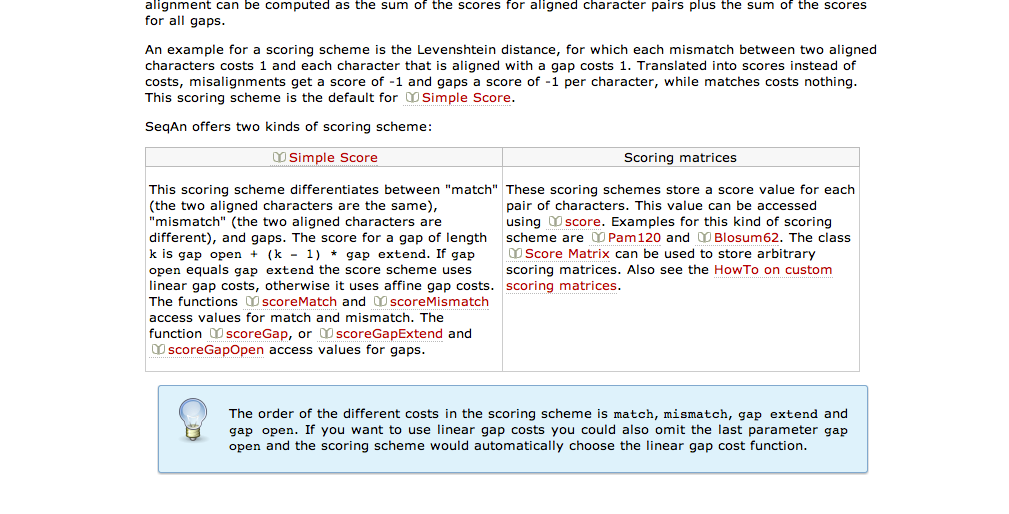 alignment can be computed as the sum of the scores for aligned character pairs plus the sum of the scores
for all gaps.
An example for a scoring scheme is the Levenshtein distance, for which each mismatch between two aligned
characters costs 1 and each character that is aligned with a gap costs 1. Translated into scores instead of
costs, misalignments get a score of -1 and gaps a score of -1 per character, while matches costs nothing.
This scoring scheme is the default for Simple Score.
SeqAn offers two kinds of scoring scheme:
Simple Score
This scoring scheme differentiates between "match"
(the two aligned characters are the same),
"mismatch" (the two aligned characters are
different), and gaps. The score for a gap of length
k is gap open + (k - 1) * gap extend. If gap
open equals gap extend the score scheme uses
linear gap costs, otherwise it uses affine gap costs.
The functions scoreMatch and scoreMismatch
access values for match and mismatch. The
function scoreGap, or scoreGapExtend and
scoreGapOpen access values for gaps.
Scoring matrices
These scoring schemes store a score value for each
pair of characters. This value can be accessed
using score. Examples for this kind of scoring
scheme are Pam120 and Blosum62. The class
Score Matrix can be used to store arbitrary
scoring matrices. Also see the HowTo on custom
scoring matrices.
The order of the different costs in the scoring scheme is match, mismatch, gap extend and
gap open. If you want to use linear gap costs you could also omit the last parameter gap
open and the scoring scheme would automatically choose the linear gap cost function.